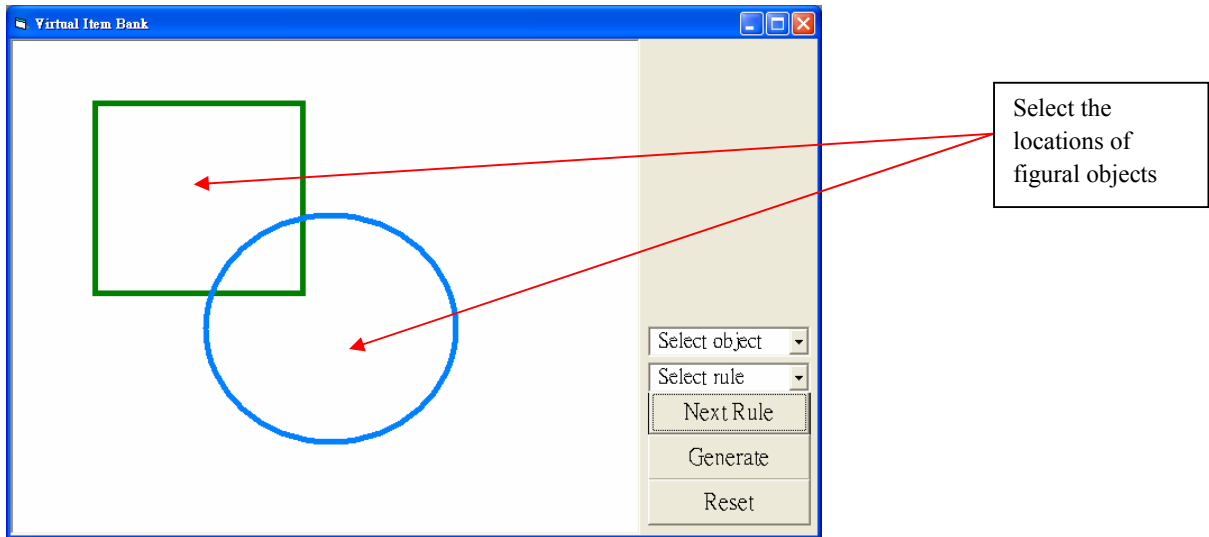 Virtual Item Bank
Select the
locations of
figural objects
Select object
Select rule
Next Rule
Generate
Reset